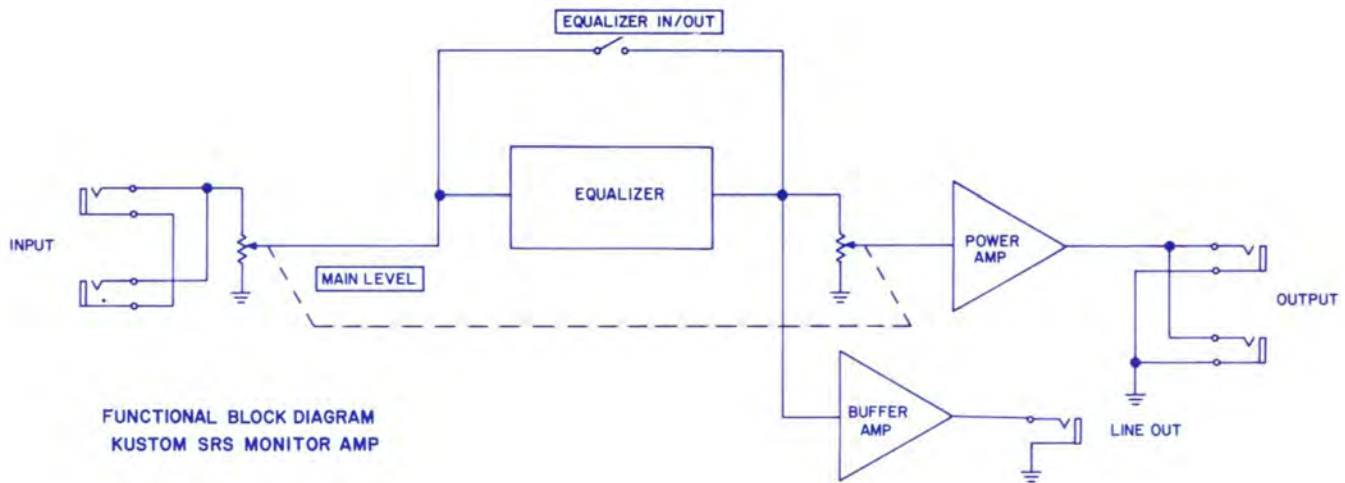 EQUALIZER IN/OUT
EQUALIZER
INPUT
MAIN LEVEL
POWER
AMP
OUTPUT
BUFFER
AMP
LINE OUT
FUNCTIONAL BLOCK DIAGRAM
KUSTOM SRS MONITOR AMP